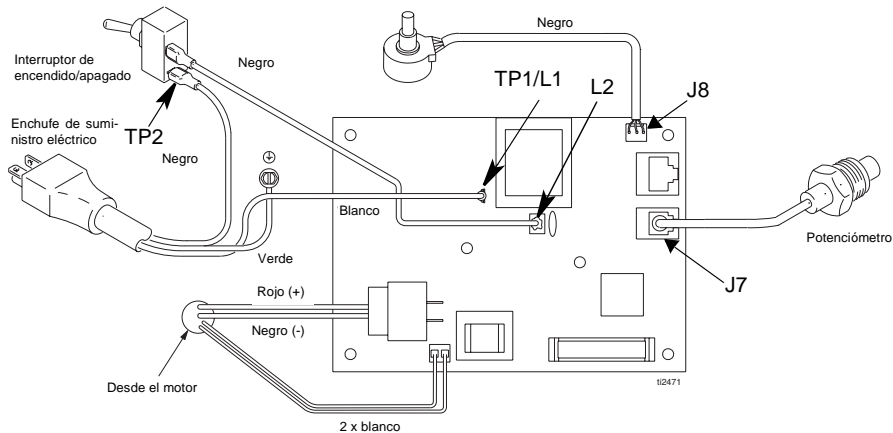 Negro
Interruptor de
encendido/apagado
Negro
TP1/L1
L2
J8
Enchufe de sumi-
nistro eléctrico
TP2
Negro
Blanco
Potenciómetro
Verde
J7
Rojo (+)
Negro (-)
Desde el motor
ti2471
2 x blanco